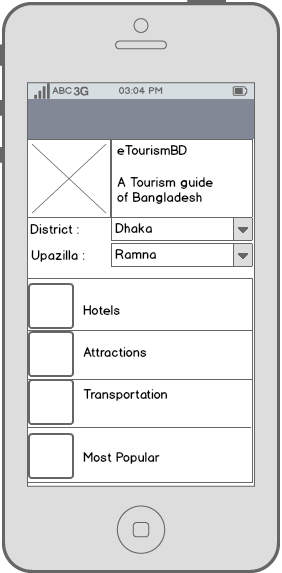 ABC 3G 03:04 PM
eTourismBD
A Tourism guide
of Bangladesh
District : Dhaka
Upazilla : Ramna
Hotels
Attractions
Transportation
Most Popular